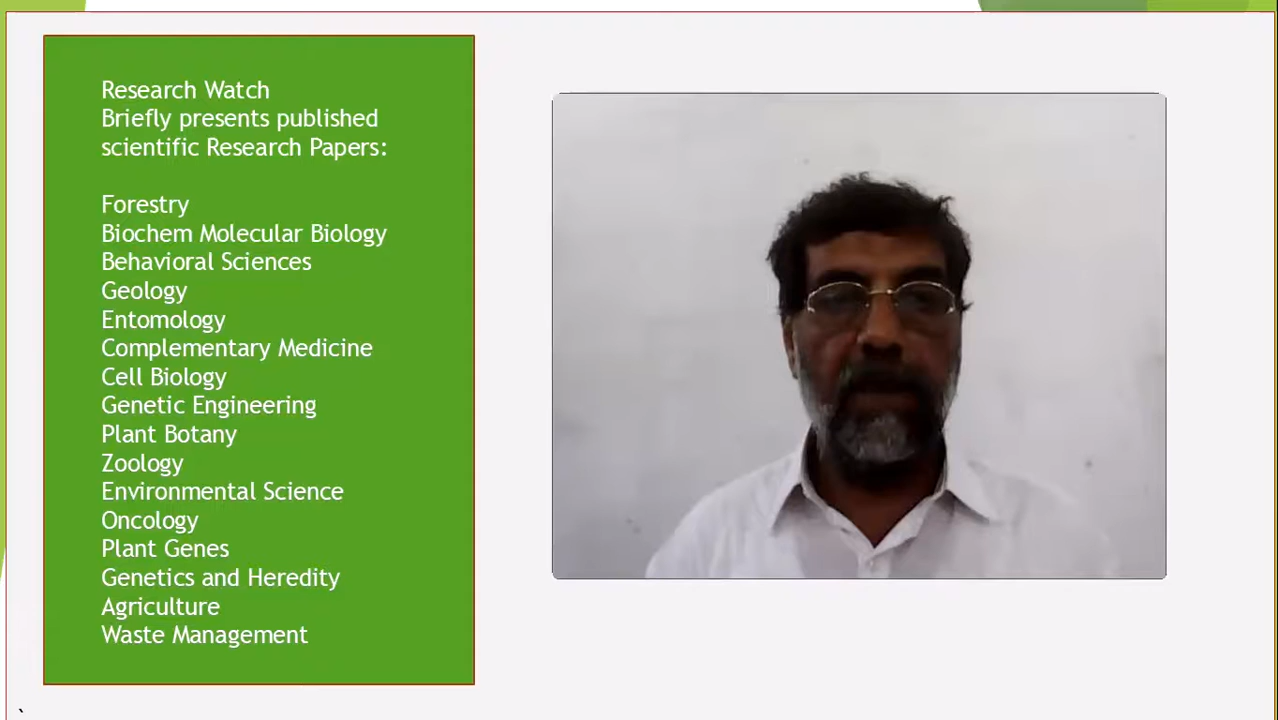 Research Watch
Briefly presents published
scientific Research Papers:
Forestry
Biochem Molecular Biology
Behavioral Sciences
Geology
Entomology
Complementary Medicine
Cell Biology
Genetic Engineering
Plant Botany
Zoology
Environmental Science
Oncology
Plant Genes
Genetics and Heredity
Agriculture
Waste Management
`